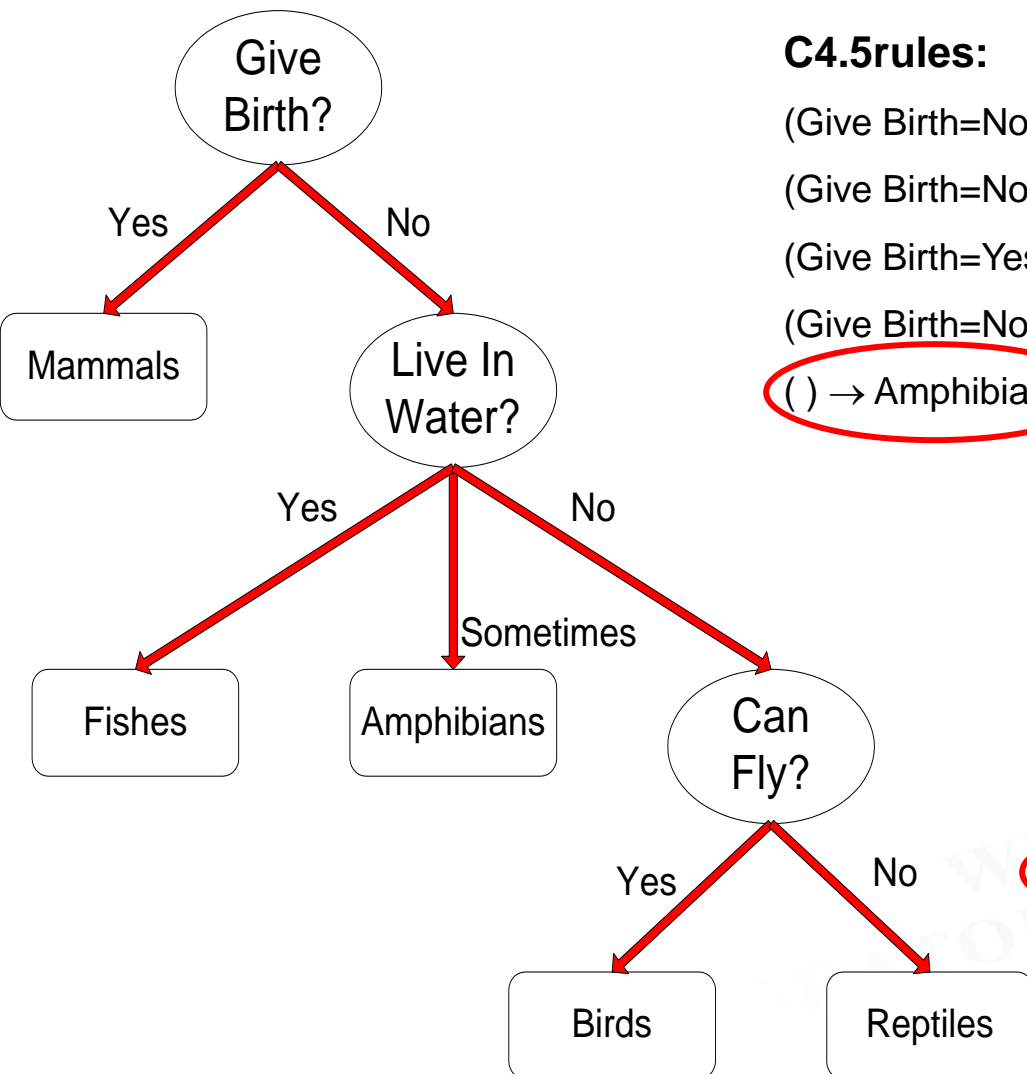 Give
Birth?
Yes
No
Mammals
Live In
Water?
Yes
No
Sometimes
Fishes
Amphibians
Can
Fly?
Yes
No
Birds
Reptiles
C4.5rules:
(Give Birth=No
(Give Birth=No
(Give Birth=Yes
(Give Birth=No
( ) → Amphibia